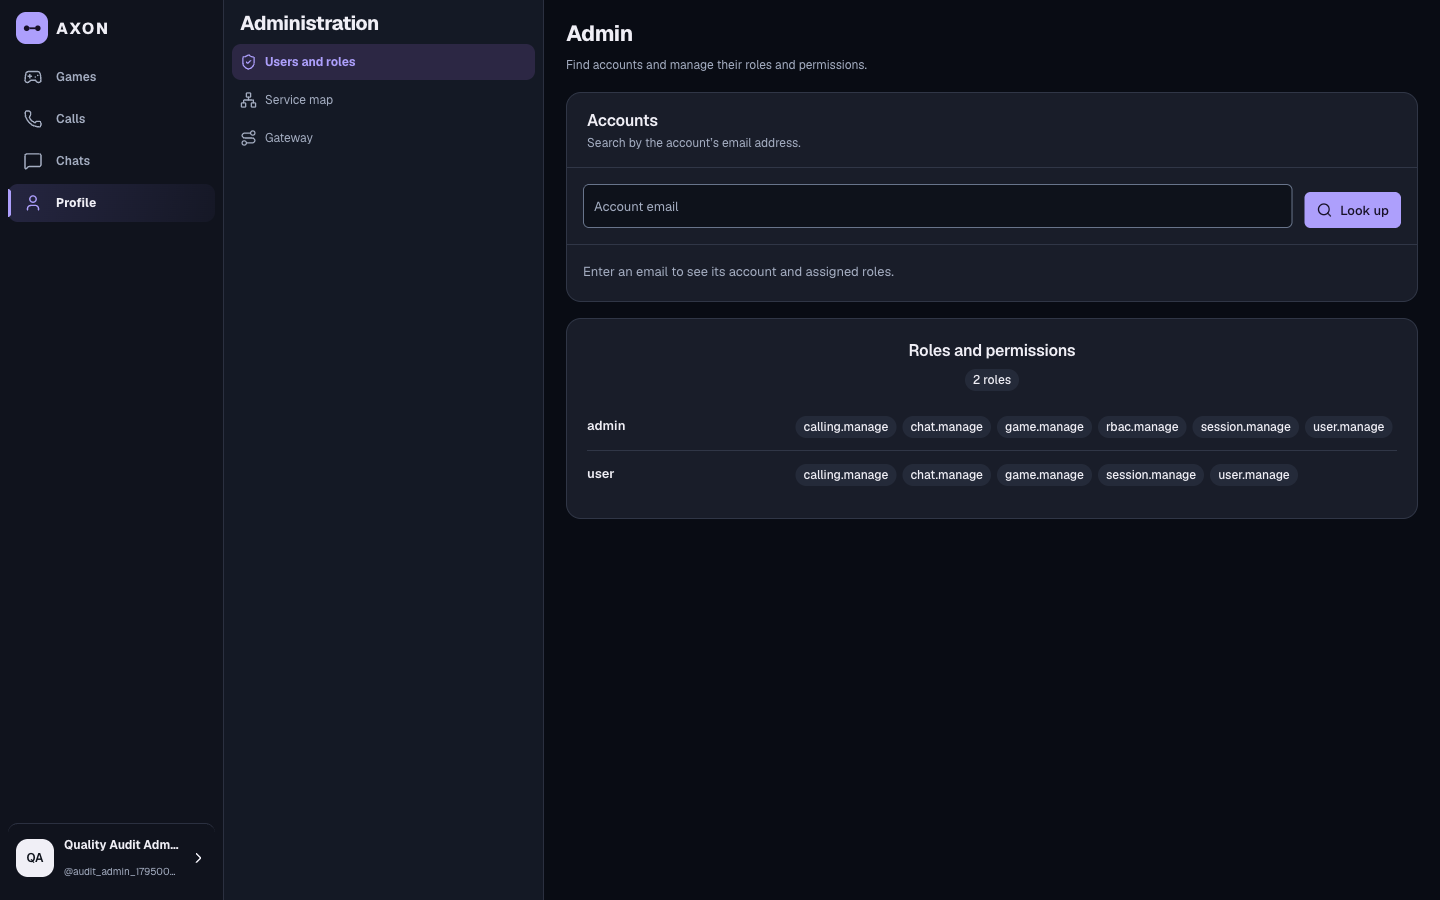 AXON
Games
Calls
Chats
Profile
Quality Audit Adm...
@audit_admin_179500...
QA
Administration
Users and roles
Service map
Gateway
Admin
Find accounts and manage their roles and permissions.
Accounts
Search by the account's email address.
Account email
Look up
Enter an email to see its account and assigned roles.
Roles and permissions
2 roles
admin calling.manage chat.manage game.manage rbac.manage session.manage user.manage
user calling.manage chat.manage game.manage session.manage user.manage